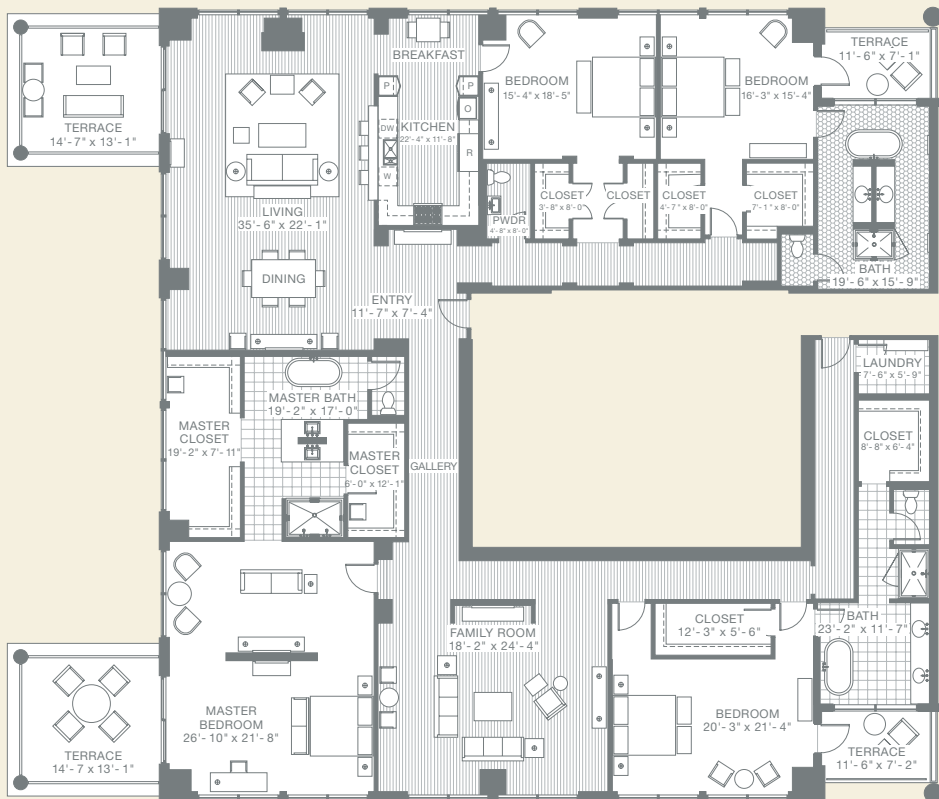 BREAKFAST
TERRACE
14'-7" x 13'-1"
P
P
O
DW
KITCHEN
22'-4" x 11'-8"
W
R
BEDROOM
15'-4" x 18'-5"
BEDROOM
16'-3" x 15'-4"
TERRACE
11'-6" x 7'-1"
LIVING
35'-6" x 22'-1"
PWDR
4'-8" x 8'-0"
CLOSET
3'-8" x 8'-0"
CLOSET
CLOSET
4'-7" x 8'-0"
CLOSET
7'-1" x 8'-0"
BATH
19'-6" x 15'-9"
DINING
ENTRY
11'-7" x 7'-4"
MASTER BATH
19'-2" x 17'-0"
MASTER
CLOSET
19'-2" x 7'-11"
MASTER
CLOSET
6'-0" x 12'-1"
GALLERY
LAUNDRY
7'-6" x 5'-9"
CLOSET
8'-8" x 6'-4"
FAMILY ROOM
18'-2" x 24'-4"
CLOSET
12'-3" x 5'-6"
BATH
23'-2" x 11'-7"
MASTER
BEDROOM
26'-10" x 21'-8"
BEDROOM
20'-3" x 21'-4"
TERRACE
14'-7 x 13'-1"
TERRACE
11'-6" x 7'-2"